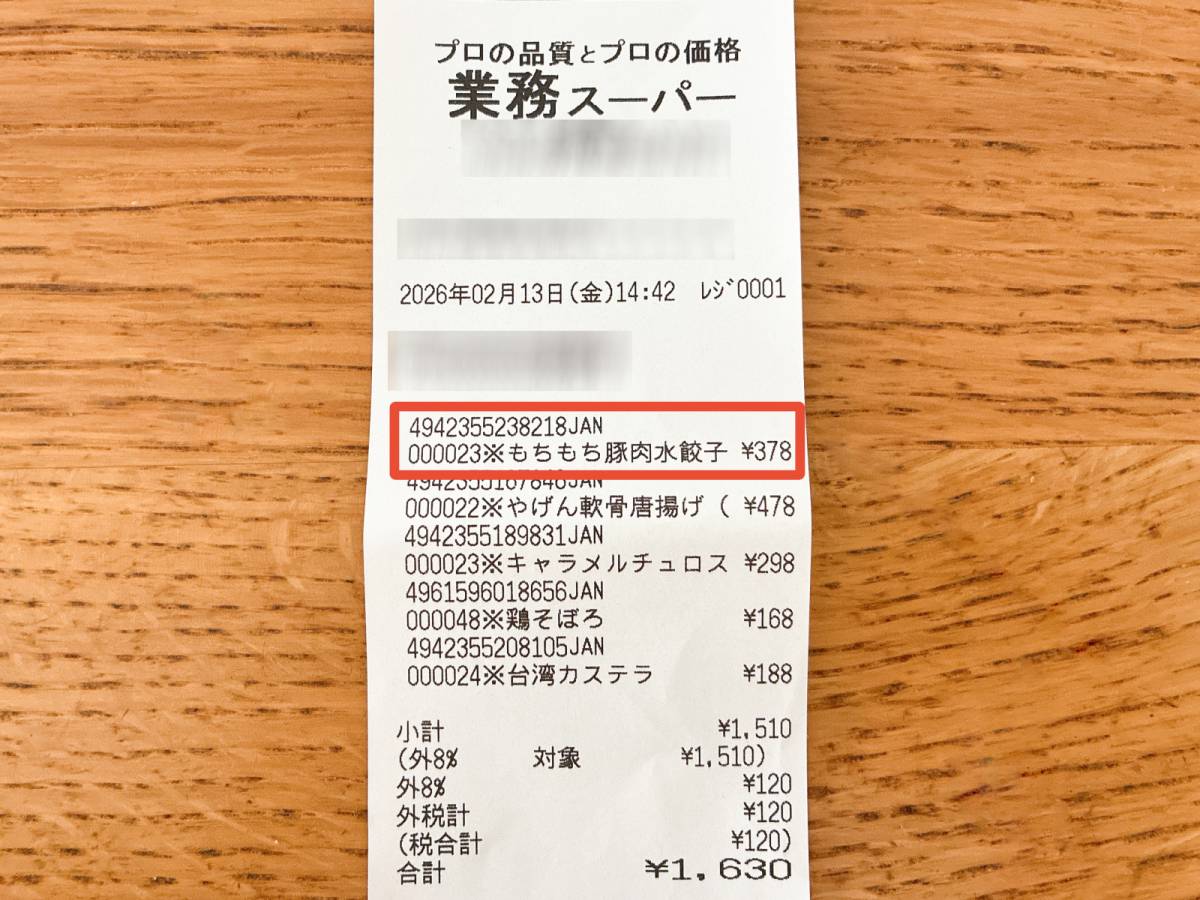 プロの品質とプロの価格
業務スーパー
2026年02月13日(金)14:42 ﾚｼﾞ0001
4942355238218JAN
000023※もちもち豚肉水餃子 ¥378
4942355167846JAN
000022※やげん軟骨唐揚げ ( ¥478
4942355189831JAN
000023※キャラメルチュロス ¥298
4961596018656JAN
000048※鶏そぼろ ¥168
4942355208105JAN
000024※台湾カステラ ¥188
小計 ¥1,510
(外8% 対象 ¥1,510)
外8% ¥120
外税計 ¥120
(税合計 ¥120)
合計 ¥1,630